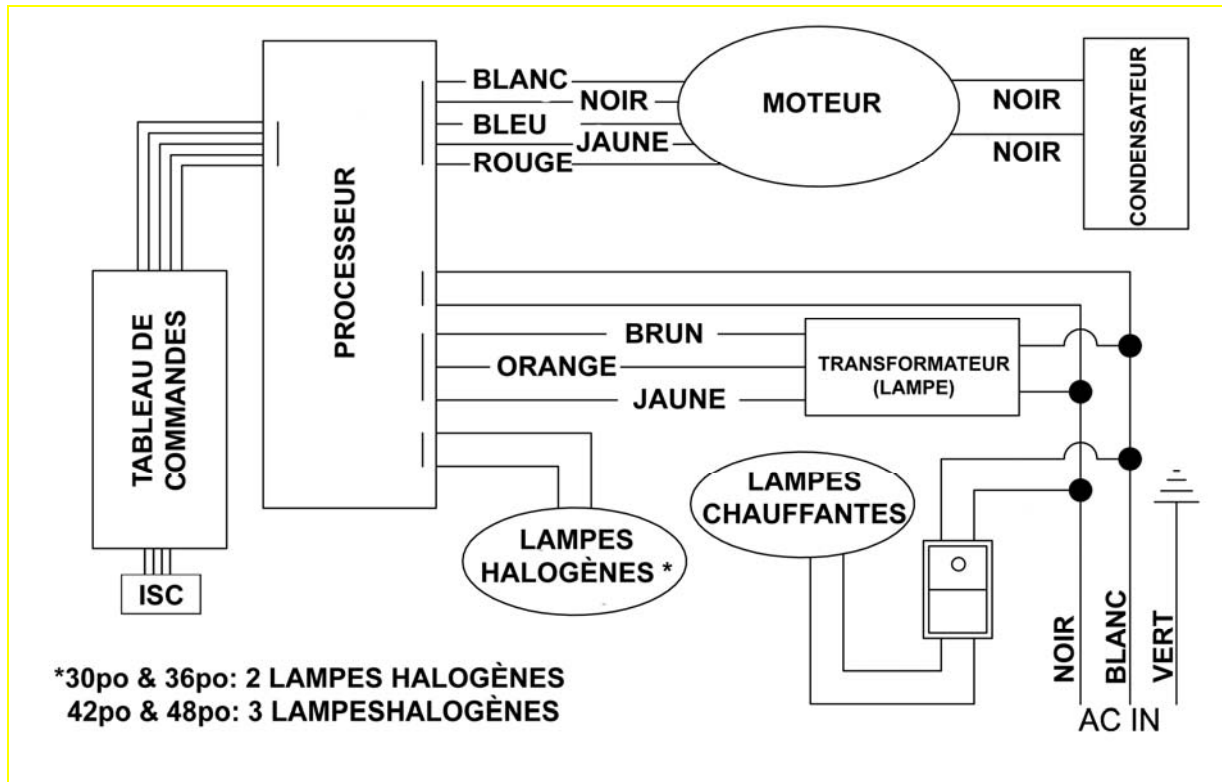 BLANC
NOIR
BLEU
JAUNE
ROUGE
MOTEUR
NOIR
NOIR
CONDENSATEUR
PROCESSEUR
TABLEAU DE
COMMANDES
ISC
BRUN
ORANGE
JAUNE
TRANSFORMATEUR
(LAMPE)
LAMPES
HALOGÈNES *
LAMPES
CHAUFFANTES
NOIR
BLANC
VERT
AC IN
*30po & 36po: 2 LAMPES HALOGÈNES
42po & 48po: 3 LAMPESHALOGÈNES